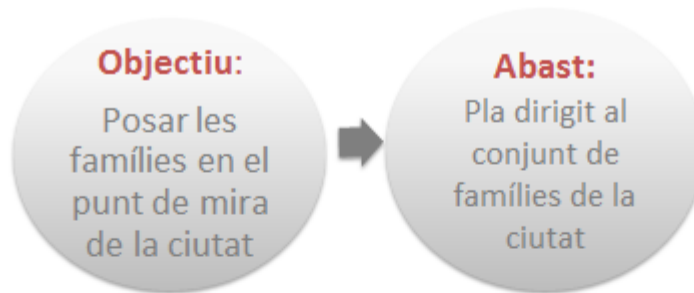 Objectiu:
Posar les
famílies en el
punt de mira
de la ciutat
Abast:
Pla dirigit al
conjunt de
famílies de la
ciutat